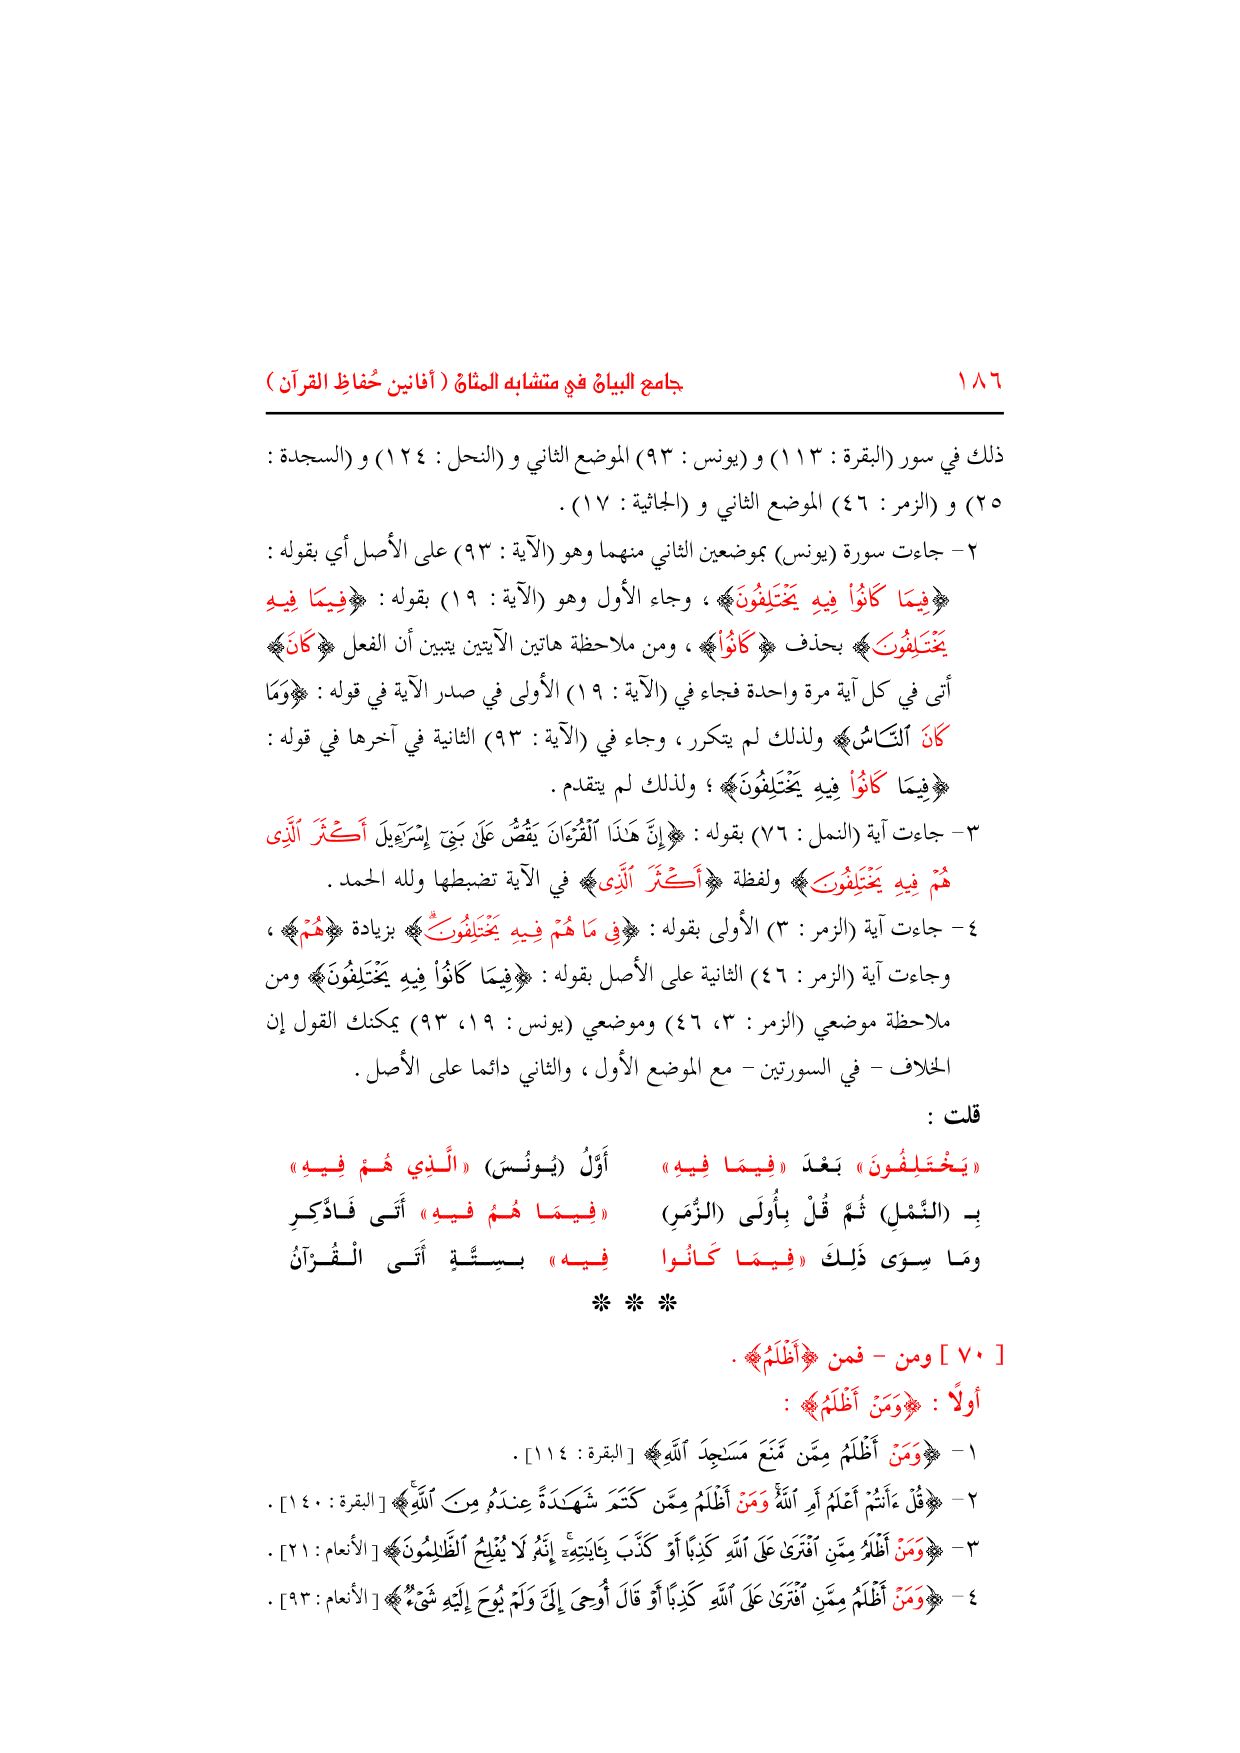 ١٨٦ جامع البيان في متشابه المثان ( أفانين حُفاظِ القرآن )
ذلك في سور (البقرة : ١١٣) و (يونس : ٩٣) الموضع الثاني و (النحل : ١٢٤) و (السجدة :
٢٥) و (الزمر : ٤٦) الموضع الثاني و (الجاثية : ١٧) .
٢- جاءت سورة (يونس) بموضعين الثاني منهما وهو (الآية : ٩٣) على الأصل أي بقوله :
﴿فِيمَا كَانُوا۟ فِيهِ يَخْتَلِفُونَ﴾ ، وجاء الأول وهو (الآية : ١٩) بقوله : ﴿فِيمَا فِيهِ
يَخْتَلِفُونَ﴾ بحذف ﴿كَانُوا۟﴾ ، ومن ملاحظة هاتين الآيتين يتبين أن الفعل ﴿كَانَ﴾
أتى في كل آية مرة واحدة فجاء في (الآية : ١٩) الأولى في صدر الآية في قوله : ﴿وَمَا
كَانَ ٱلنَّاسُ﴾ ولذلك لم يتكرر ، وجاء في (الآية : ٩٣) الثانية في آخرها في قوله :
﴿فِيمَا كَانُوا۟ فِيهِ يَخْتَلِفُونَ﴾ ؛ ولذلك لم يتقدم .
٣- جاءت آية (النمل : ٧٦) بقوله : ﴿إِنَّ هَٰذَا ٱلْقُرْءَانَ يَقُصُّ عَلَىٰ بَنِىٓ إِسْرَٰٓءِيلَ أَكْثَرَ ٱلَّذِى
هُمْ فِيهِ يَخْتَلِفُونَ﴾ ولفظة ﴿أَكْثَرَ ٱلَّذِى﴾ في الآية تضبطها ولله الحمد .
٤- جاءت آية (الزمر : ٣) الأولى بقوله : ﴿فِى مَا هُمْ فِيهِ يَخْتَلِفُونَ ۗ﴾ بزيادة ﴿هُمْ﴾ ،
وجاءت آية (الزمر : ٤٦) الثانية على الأصل بقوله : ﴿فِيمَا كَانُوا۟ فِيهِ يَخْتَلِفُونَ﴾ ومن
ملاحظة موضعي (الزمر : ٣، ٤٦) وموضعي (يونس : ١٩، ٩٣) يمكنك القول إن
الخلاف - في السورتين - مع الموضع الأول ، والثاني دائما على الأصل .
قلت :
«يَخْتَلِفُونَ» بَعْدَ «فِيمَا فِيهِ» أَوَّلُ (يُونُسَ) «الَّذِي هُمْ فِيهِ»
بِـ (النَّمْلِ) ثُمَّ قُلْ بِأُولَى (الزُّمَرِ) «فِيمَا هُمُ فيهِ» أَتَى فَاذَّكِرِ
ومَا سِوَى ذَلِكَ «فِيمَا كَانُوا فِيه» بِسِتَّةٍ أَتَى الْقُرْآنُ
❊ ❊ ❊
[ ٧٠ ] ومن - فمن ﴿أَظْلَمُ﴾ .
أولًا : ﴿وَمَنْ أَظْلَمُ﴾ :
١- ﴿وَمَنْ أَظْلَمُ مِمَّن مَّنَعَ مَسَٰجِدَ ٱللَّهِ﴾ [البقرة : ١١٤] .
٢- ﴿قُلْ ءَأَنتُمْ أَعْلَمُ أَمِ ٱللَّهُ ۗ وَمَنْ أَظْلَمُ مِمَّن كَتَمَ شَهَٰدَةً عِندَهُۥ مِنَ ٱللَّهِ ۗ﴾ [البقرة : ١٤٠] .
٣- ﴿وَمَنْ أَظْلَمُ مِمَّنِ ٱفْتَرَىٰ عَلَى ٱللَّهِ كَذِبًا أَوْ كَذَّبَ بِـَٔايَٰتِهِۦٓ ۗ إِنَّهُۥ لَا يُفْلِحُ ٱلظَّٰلِمُونَ﴾ [الأنعام : ٢١] .
٤- ﴿وَمَنْ أَظْلَمُ مِمَّنِ ٱفْتَرَىٰ عَلَى ٱللَّهِ كَذِبًا أَوْ قَالَ أُوحِىَ إِلَىَّ وَلَمْ يُوحَ إِلَيْهِ شَىْءٌ﴾ [الأنعام : ٩٣] .